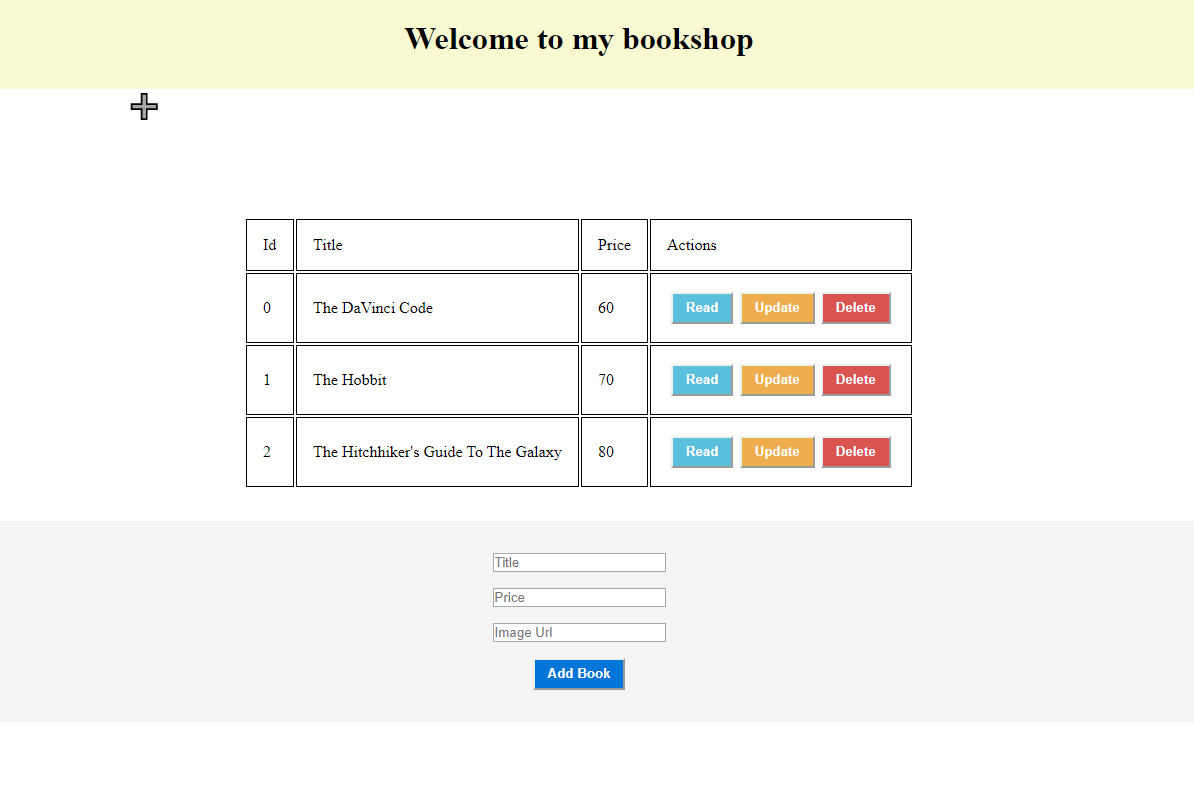 Welcome to my bookshop
Id Title Price Actions
0 The DaVinci Code 60 Read Update Delete
1 The Hobbit 70 Read Update Delete
2 The Hitchhiker's Guide To The Galaxy 80 Read Update Delete
Title
Price
Image Url
Add Book